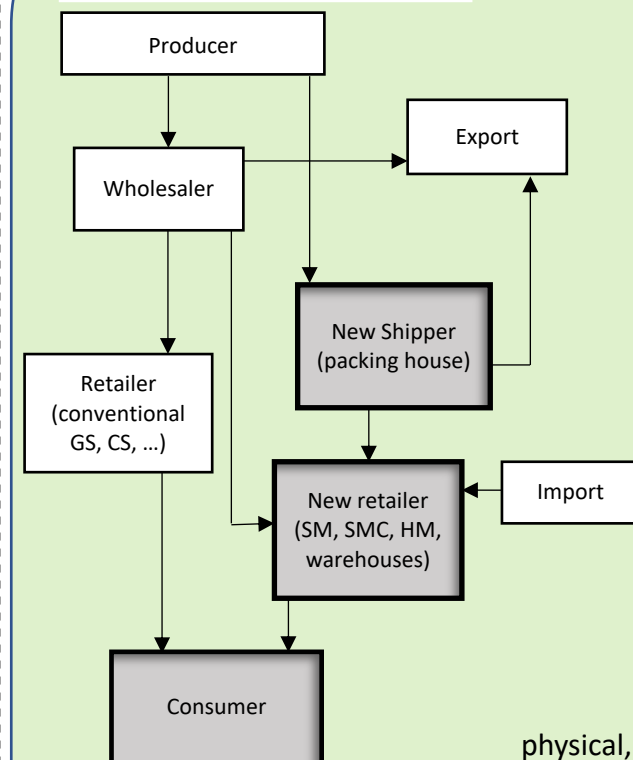 Producer
Export
Wholesaler
New Shipper
(packing house)
Retailer
(conventional
GS, CS, …)
New retailer
(SM, SMC, HM,
warehouses)
Import
Consumer
physical,